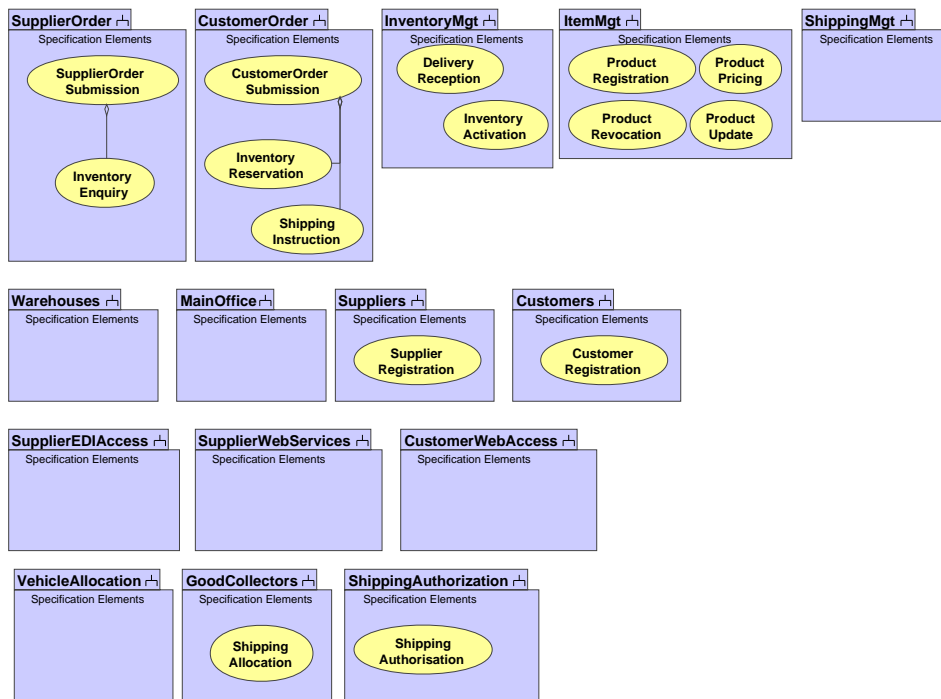 SupplierOrder
Specification Elements
SupplierOrder
Submission
Inventory
Enquiry
CustomerOrder
Specification Elements
CustomerOrder
Submission
Inventory
Reservation
Shipping
Instruction
InventoryMgt
Specification Elements
Delivery
Reception
Inventory
Activation
ItemMgt
Specification Elements
Product
Registration
Product
Pricing
Product
Revocation
Product
Update
ShippingMgt
Specification Elements
Warehouses
Specification Elements
MainOffice
Specification Elements
Suppliers
Specification Elements
Supplier
Registration
Customers
Specification Elements
Customer
Registration
SupplierEDIAccess
Specification Elements
SupplierWebServices
Specification Elements
CustomerWebAccess
Specification Elements
VehicleAllocation
Specification Elements
GoodCollectors
Specification Elements
Shipping
Allocation
ShippingAuthorization
Specification Elements
Shipping
Authorisation